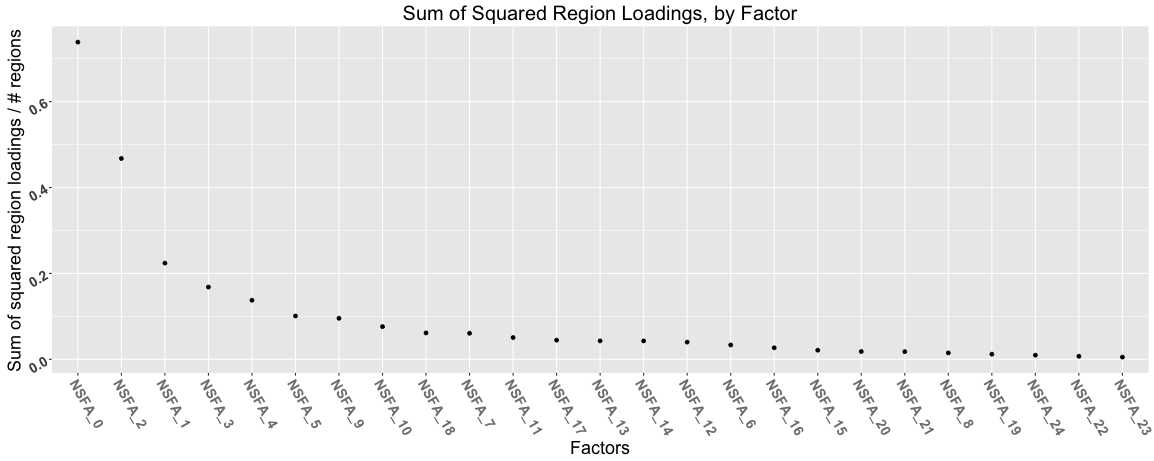 Sum of Squared Region Loadings, by Factor
Sum of squared region loadings / # regions
0.6
0.4
0.2
0.0
NSFA_0
NSFA_2
NSFA_1
NSFA_3
NSFA_4
NSFA_5
NSFA_9
NSFA_10
NSFA_18
NSFA_7
NSFA_11
NSFA_17
NSFA_13
NSFA_14
NSFA_12
NSFA_6
NSFA_16
NSFA_15
NSFA_20
NSFA_21
NSFA_8
NSFA_19
NSFA_24
NSFA_22
NSFA_23
Factors